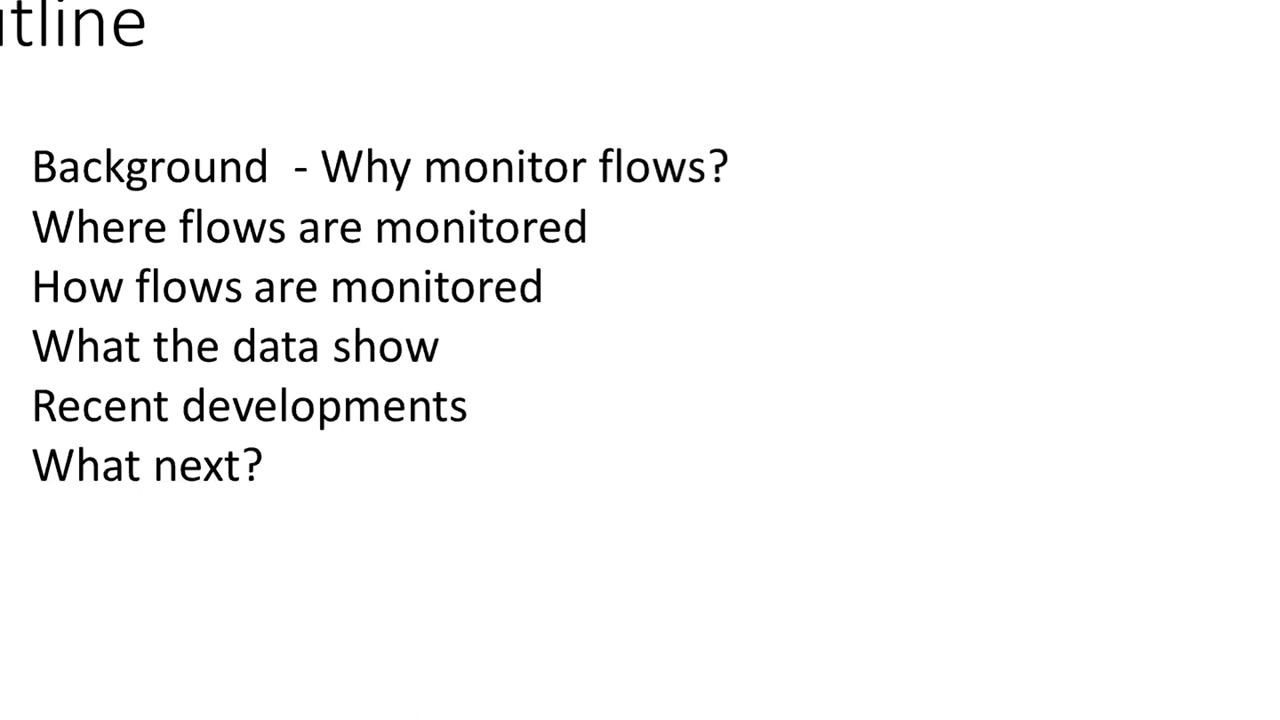 utline
Background  - Why monitor flows?
Where flows are monitored
How flows are monitored
What the data show
Recent developments
What next?